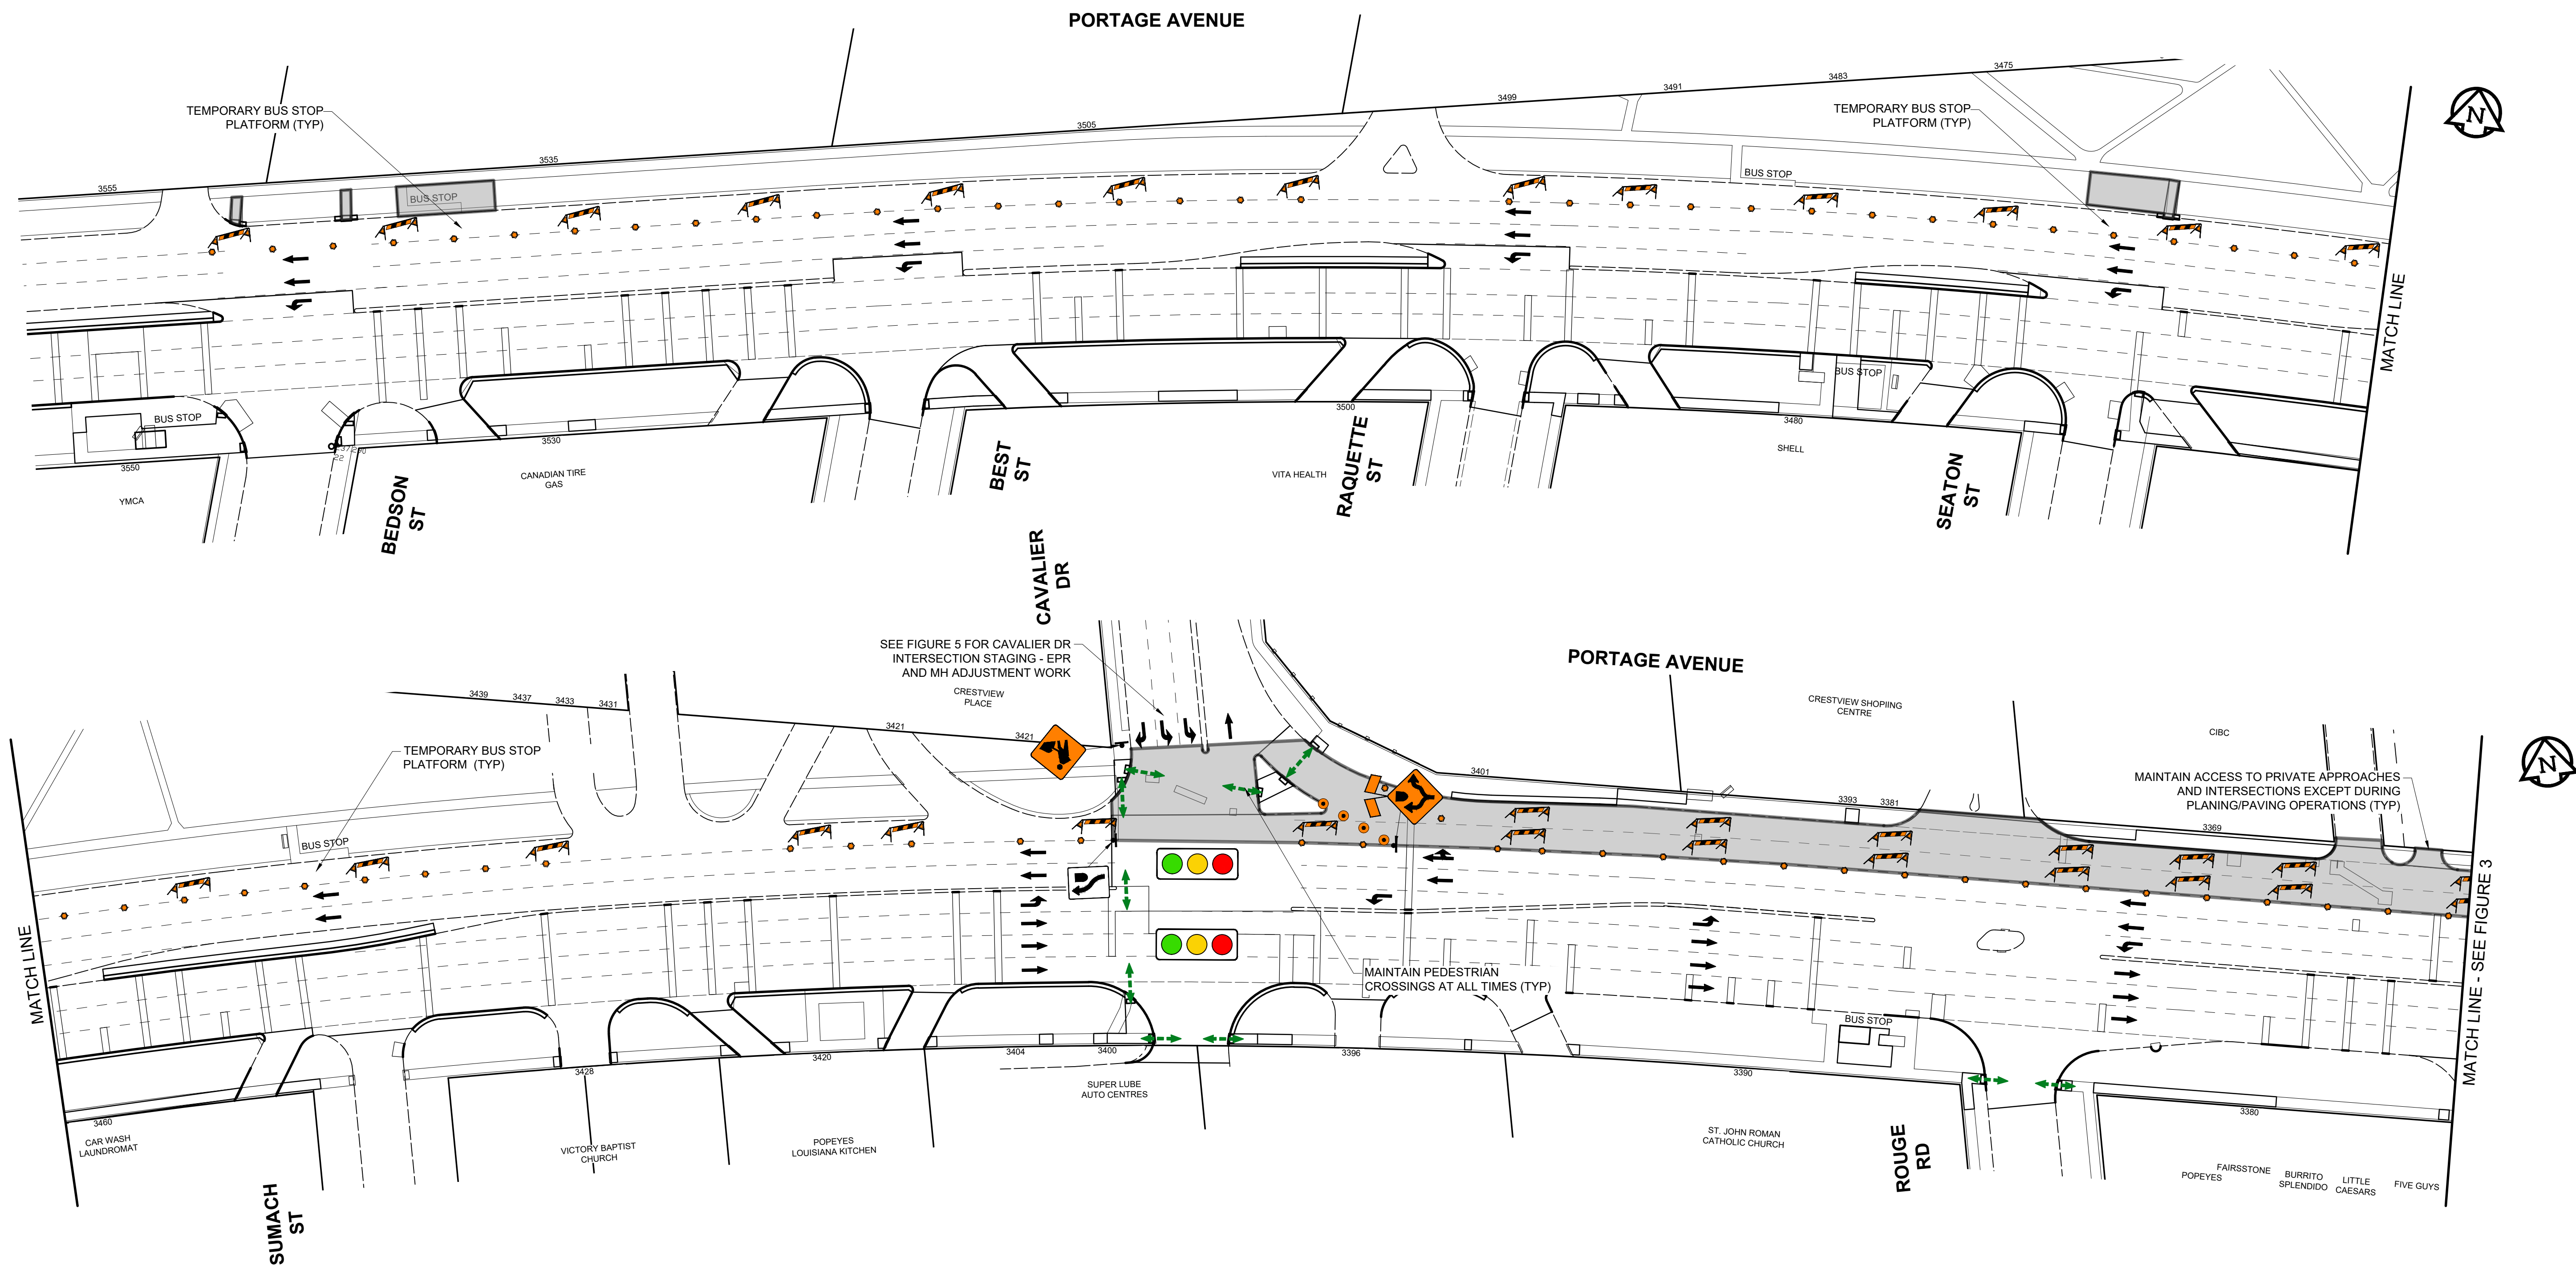 PORTAGE AVENUE
TEMPORARY BUS STOP
PLATFORM (TYP)
3555
3535
3505
3499
3491
3483
3475
TEMPORARY BUS STOP
PLATFORM (TYP)
N
BUS STOP
BUS STOP
MATCH LINE
BUS STOP
BUS STOP
3550
YMCA
3530
CANADIAN TIRE
GAS
3500
VITA HEALTH
3480
SHELL
BEDSON
ST
BEST
ST
RAQUETTE
ST
SEATON
ST
CAVALIER
DR
SEE FIGURE 5 FOR CAVALIER DR
INTERSECTION STAGING - EPR
AND MH ADJUSTMENT WORK
PORTAGE AVENUE
CRESTVIEW
PLACE
3439
3437
3433
3431
3421
3421
CRESTVIEW SHOPIING
CENTRE
CIBC
N
TEMPORARY BUS STOP
PLATFORM (TYP)
3401
3393
3381
3369
MAINTAIN ACCESS TO PRIVATE APPROACHES
AND INTERSECTIONS EXCEPT DURING
PLANING/PAVING OPERATIONS (TYP)
BUS STOP
MATCH LINE
MAINTAIN PEDESTRIAN
CROSSINGS AT ALL TIMES (TYP)
BUS STOP
MATCH LINE - SEE FIGURE 3
3460
CAR WASH
LAUNDROMAT
3428
VICTORY BAPTIST
CHURCH
3420
POPEYES
LOUISIANA KITCHEN
3404
3400
SUPER LUBE
AUTO CENTRES
3396
3390
ST. JOHN ROMAN
CATHOLIC CHURCH
3380
POPEYES
FAIRSSTONE
BURRITO
SPLENDIDO
LITTLE
CAESARS
FIVE GUYS
SUMACH
ST
ROUGE
RD